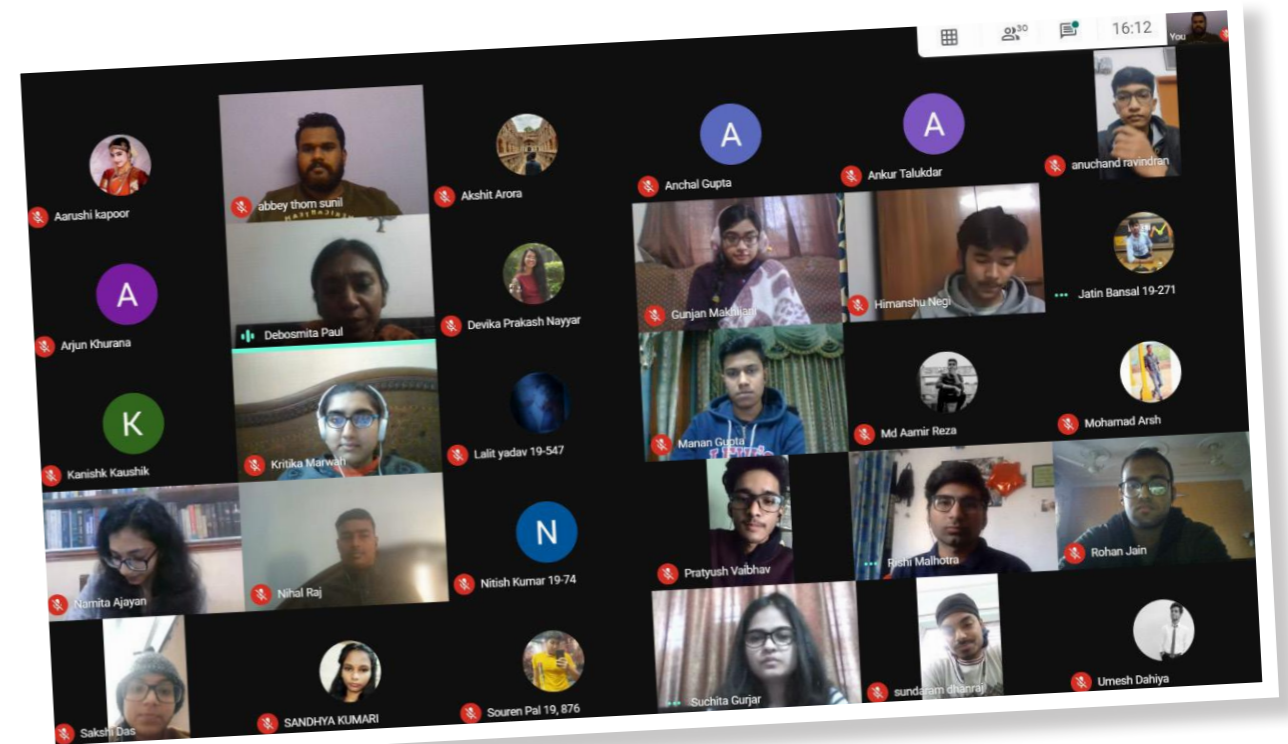 30
16:12
You
A
A
Aarushi kapoor
abbey thom sunil
Akshit Arora
Anchal Gupta
Ankur Talukdar
anuchand ravindran
A
Arjun Khurana
Debosmita Paul
Devika Prakash Nayyar
Gunjan Makhijani
Himanshu Negi
Jatin Bansal 19-271
K
Kanishk Kaushik
Kritika Marwah
Lalit yadav 19-547
Manan Gupta
Md Aamir Reza
Mohamad Arsh
N
Namita Ajayan
Nihal Raj
Nitish Kumar 19-74
Pratyush Vaibhav
Rishi Malhotra
Rohan Jain
Sakshi Das
SANDHYA KUMARI
Souren Pal 19, 876
Suchita Gurjar
sundaram dhanraj
Umesh Dahiya